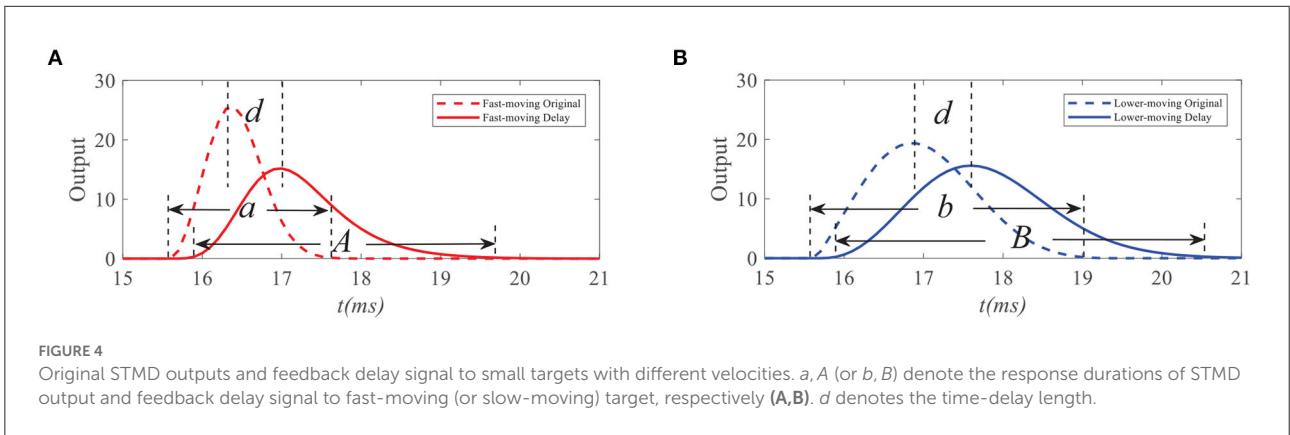 A
30
20
10
0
Output
d
a
A
Fast-moving Original
Fast-moving Delay
15 16 17 18 19 20 21
t(ms)
B
30
20
10
0
Output
d
b
B
Lower-moving Original
Lower-moving Delay
15 16 17 18 19 20 21
t(ms)
FIGURE 4
Original STMD outputs and feedback delay signal to small targets with different velocities. a, A (or b, B) denote the response durations of STMD
output and feedback delay signal to fast-moving (or slow-moving) target, respectively (A,B). d denotes the time-delay length.